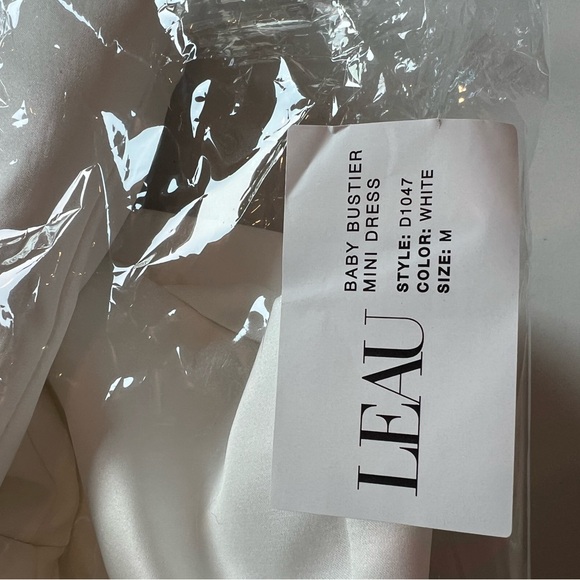 LEAU
BABY BUSTIER
MINI DRESS
STYLE: D1047
COLOR: WHITE
SIZE: M